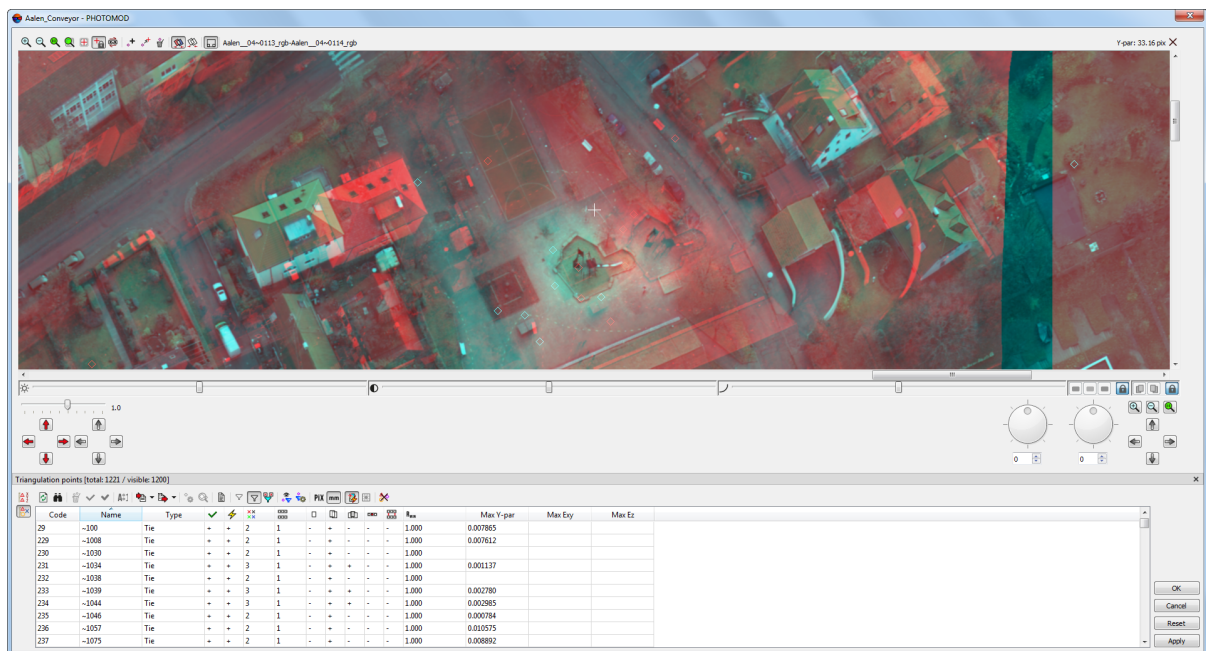 Aalen_Conveyor - PHOTOMOD
Aalen__04~0113_rgb-Aalen__04~0114_rgb Y-par: 33.16 pix
1.0
0 0
Triangulation points [total: 1221 / visible: 1200]
PiX mm
Code Name Type Max Y-par Max Exy Max Ez
29 ~100 Tie + + 2 1 - + - - - 1.000 0.007865
229 ~1008 Tie + + 2 1 - + - - - 1.000 0.007612
230 ~1030 Tie + + 2 1 - + - - - 1.000
231 ~1034 Tie + + 3 1 - + + - - 1.000 0.001137
232 ~1038 Tie + + 2 1 - + - - - 1.000
233 ~1039 Tie + + 3 1 - + + - - 1.000 0.002780
234 ~1044 Tie + + 3 1 - + + - - 1.000 0.002985
235 ~1046 Tie + + 2 1 - + - - - 1.000 0.000784
236 ~1057 Tie + + 2 1 - + - - - 1.000 0.010575
237 ~1075 Tie + + 2 1 - + - - - 1.000 0.008892
OK
Cancel
Reset
Apply